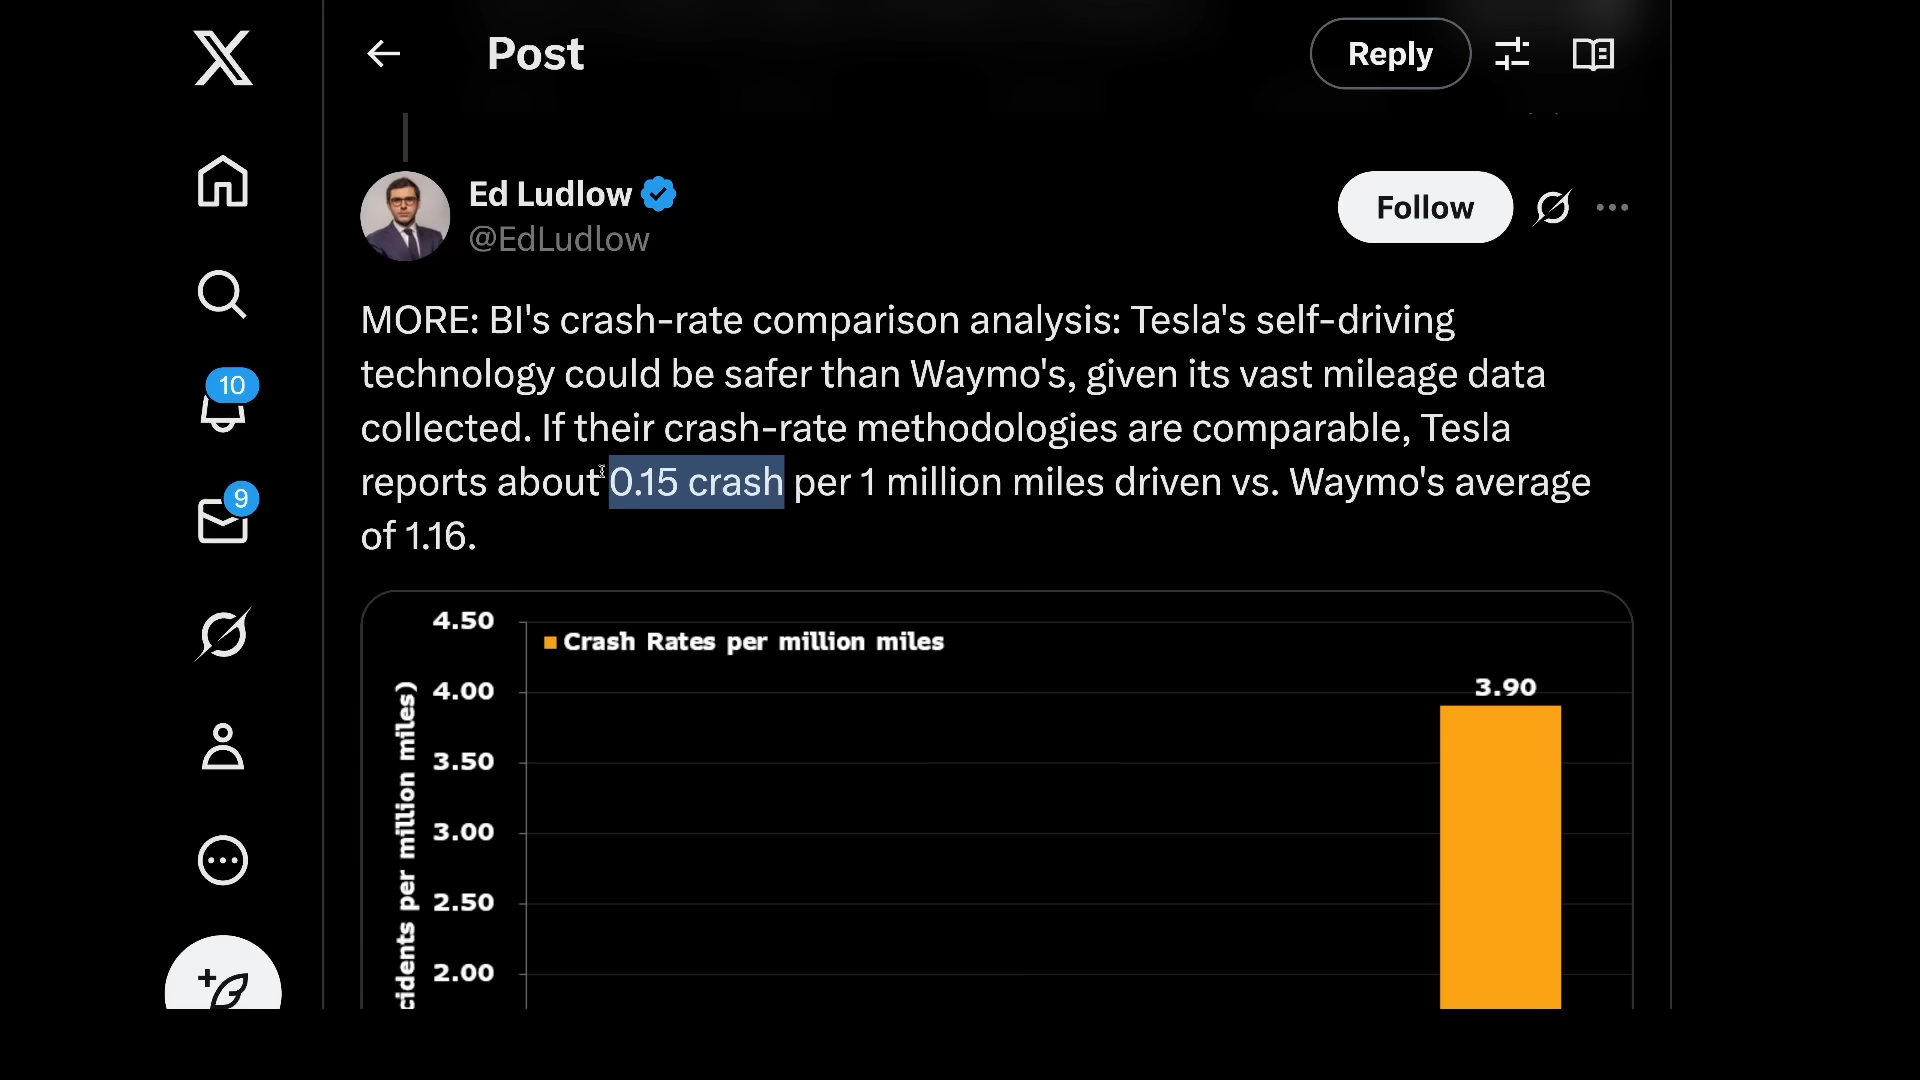 Post
Reply
Ed Ludlow
@EdLudlow
Follow
MORE: BI's crash-rate comparison analysis: Tesla's self-driving
technology could be safer than Waymo's, given its vast mileage data
collected. If their crash-rate methodologies are comparable, Tesla
reports about 0.15 crash per 1 million miles driven vs. Waymo's average
of 1.16.
10
9
4.50
Crash Rates per million miles
3.90
4.00
3.50
3.00
2.50
2.00
per million miles)